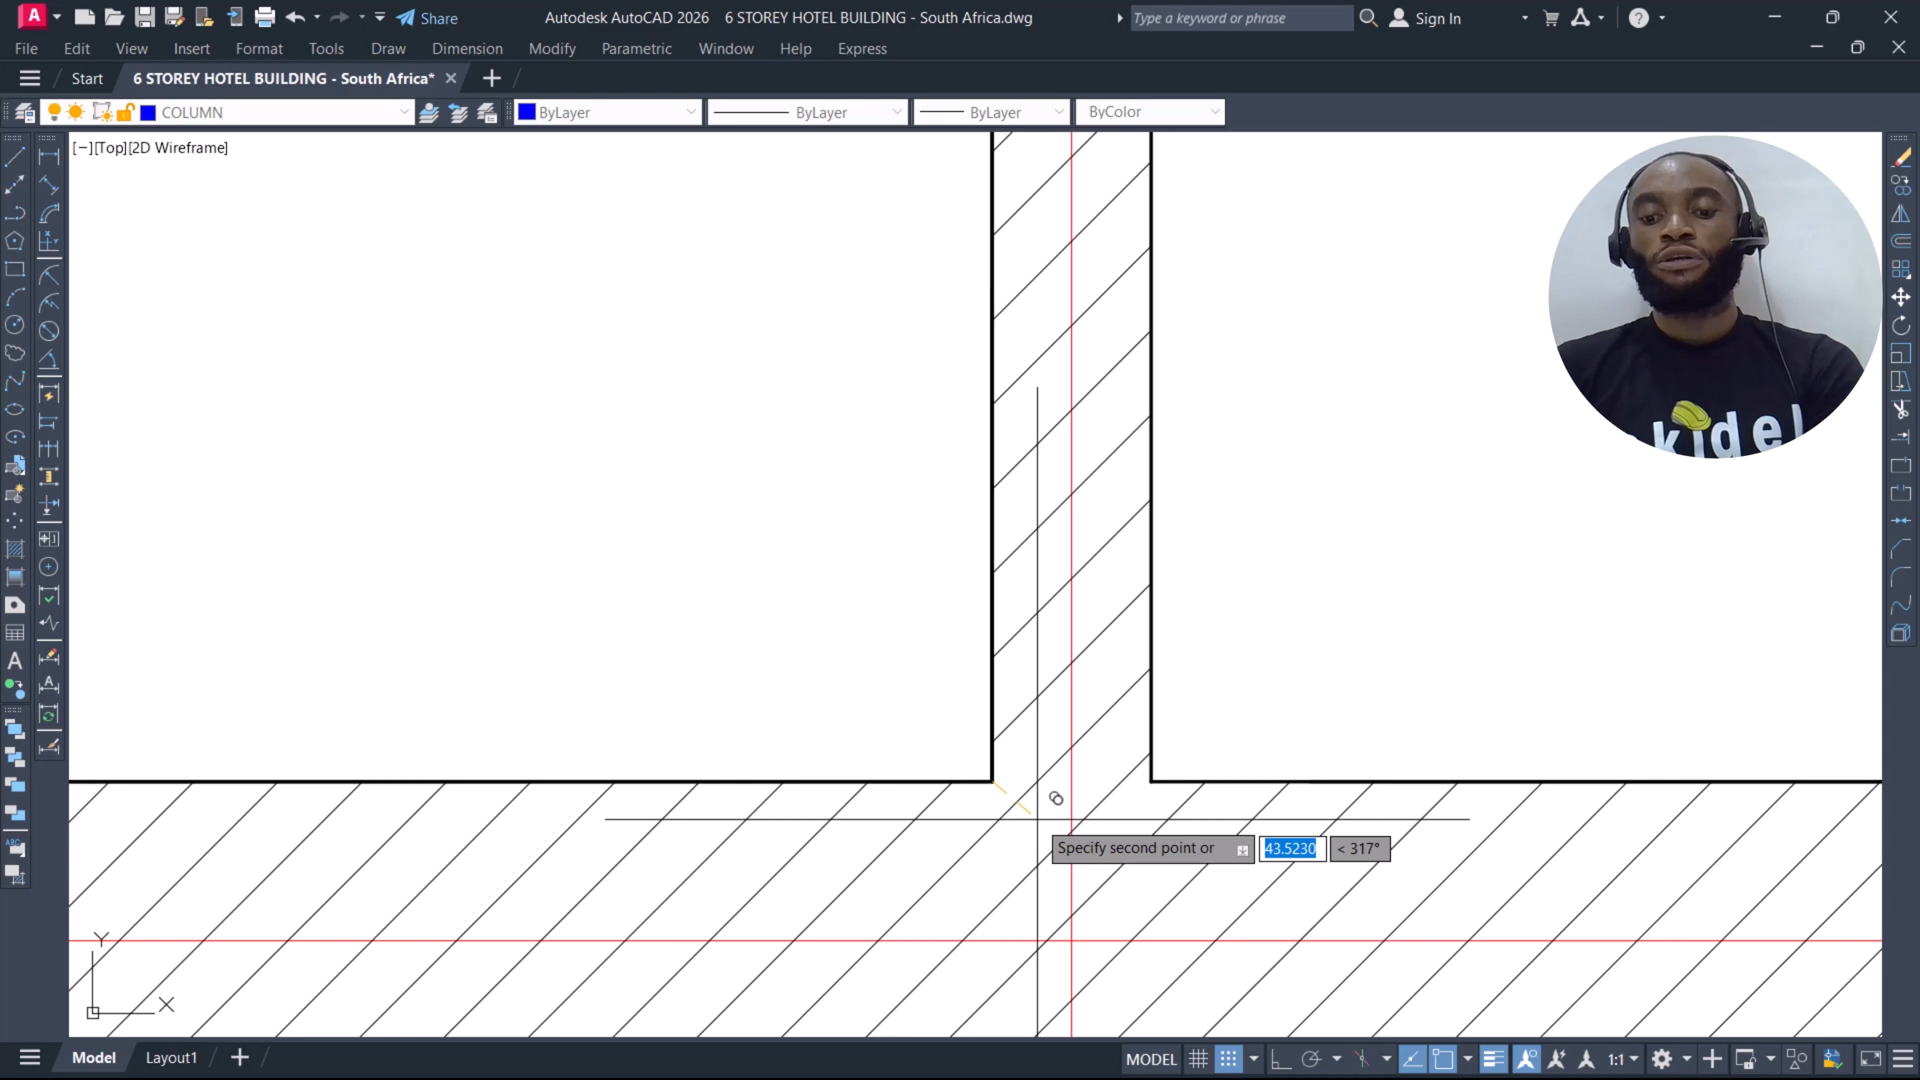 Share
Autodesk AutoCAD 2026 6 STOREY HOTEL BUILDING - South Africa.dwg
Type a keyword or phrase
Sign In
File Edit View Insert Format Tools Draw Dimension Modify Parametric Window Help Express
Start
6 STOREY HOTEL BUILDING - South Africa*
COLUMN
ByLayer
ByLayer
ByLayer
ByColor
[−][Top][2D Wireframe]
kidel
Specify second point or
43.5230
< 317°
Y
X
Model
Layout1
MODEL
1:1